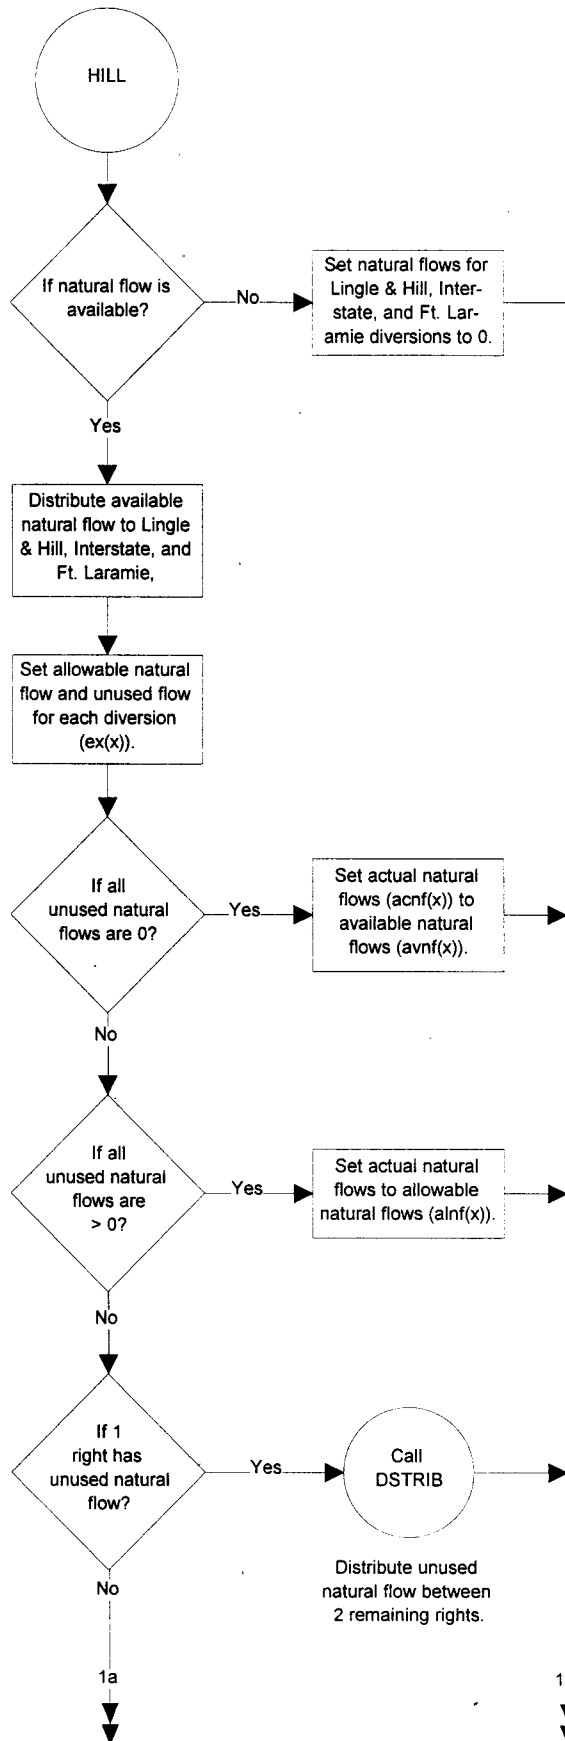 HILL
If natural flow is
available?
No
Set natural flows for
Lingle & Hill, Inter-
state, and Ft. Lar-
amie diversions to 0.
Yes
Distribute available
natural flow to Lingle
& Hill, Interstate, and
Ft. Laramie,
Set allowable natural
flow and unused flow
for each diversion
(ex(x)).
If all
unused natural
flows are 0?
Yes
Set actual natural
flows (acnf(x)) to
available natural
flows (avnf(x)).
No
If all
unused natural
flows are
> 0?
Yes
Set actual natural
flows to allowable
natural flows (alnf(x)).
No
If 1
right has
unused natural
flow?
Yes
Call
DSTRIB
Distribute unused
natural flow between
2 remaining rights.
No
1a
1